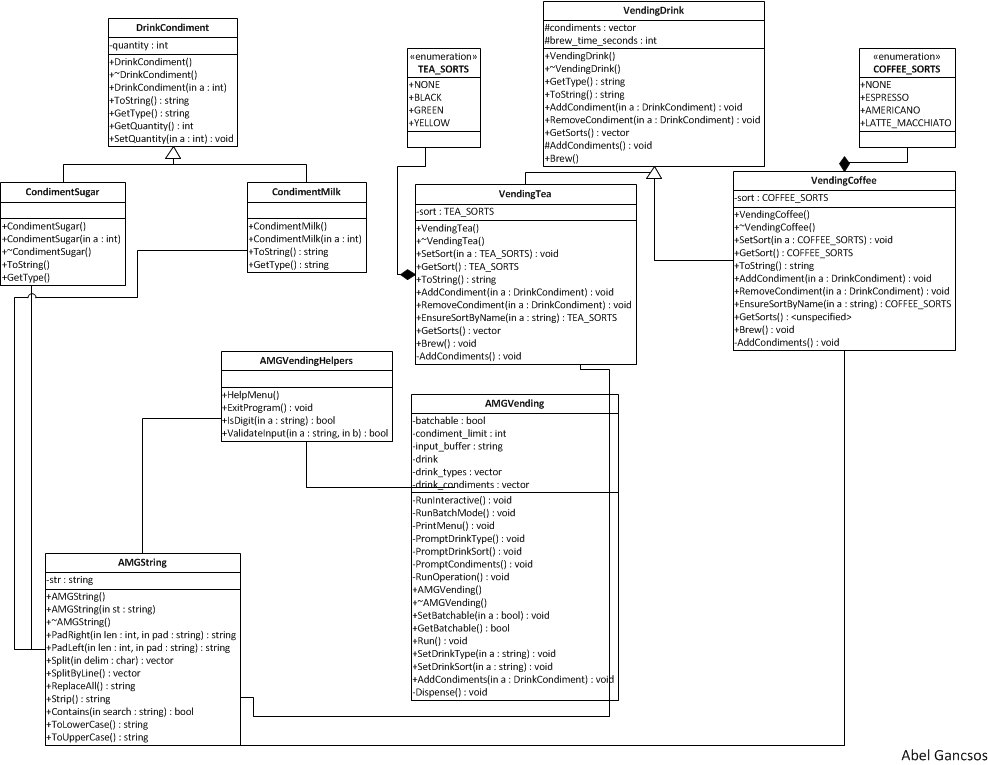 DrinkCondiment
-quantity : int
+DrinkCondiment()
+~DrinkCondiment()
+DrinkCondiment(in a : int)
+ToString() : string
+GetType() : string
+GetQuantity() : int
+SetQuantity(in a : int) : void
«enumeration»
TEA_SORTS
+NONE
+BLACK
+GREEN
+YELLOW
VendingDrink
#condiments : vector
#brew_time_seconds : int
+VendingDrink()
+~VendingDrink()
+GetType() : string
+ToString() : string
+AddCondiment(in a : DrinkCondiment) : void
+RemoveCondiment(in a : DrinkCondiment) : void
+GetSorts() : vector
#AddCondiments() : void
+Brew()
«enumeration»
COFFEE_SORTS
+NONE
+ESPRESSO
+AMERICANO
+LATTE_MACCHIATO
CondimentSugar
+CondimentSugar()
+CondimentSugar(in a : int)
+~CondimentSugar()
+ToString()
+GetType()
CondimentMilk
+CondimentMilk()
+CondimentMilk(in a : int)
+ToString() : string
+GetType() : string
VendingTea
-sort : TEA_SORTS
+VendingTea()
+~VendingTea()
+SetSort(in a : TEA_SORTS) : void
+GetSort() : TEA_SORTS
+ToString() : string
+AddCondiment(in a : DrinkCondiment) : void
+RemoveCondiment(in a : DrinkCondiment) : void
+EnsureSortByName(in a : string) : TEA_SORTS
+GetSorts() : vector
+Brew() : void
-AddCondiments() : void
VendingCoffee
-sort : COFFEE_SORTS
+VendingCoffee()
+~VendingCoffee()
+SetSort(in a : COFFEE_SORTS) : void
+GetSort() : COFFEE_SORTS
+ToString() : string
+AddCondiment(in a : DrinkCondiment) : void
+RemoveCondiment(in a : DrinkCondiment) : void
+EnsureSortByName(in a : string) : COFFEE_SORTS
+GetSorts() : <unspecified>
+Brew() : void
-AddCondiments() : void
AMGVendingHelpers
+HelpMenu()
+ExitProgram() : void
+IsDigit(in a : string) : bool
+ValidateInput(in a : string, in b) : bool
AMGVending
-batchable : bool
-condiment_limit : int
-input_buffer : string
-drink
-drink_types : vector
-drink_condiments : vector
-RunInteractive() : void
-RunBatchMode() : void
-PrintMenu() : void
-PromptDrinkType() : void
-PromptDrinkSort() : void
-PromptCondiments() : void
-RunOperation() : void
+AMGVending()
+~AMGVending()
+SetBatchable(in a : bool) : void
+GetBatchable() : bool
+Run() : void
+SetDrinkType(in a : string) : void
+SetDrinkSort(in a : string) : void
+AddCondiments(in a : DrinkCondiment) : void
-Dispense() : void
AMGString
-str : string
+AMGString()
+AMGString(in st : string)
+~AMGString()
+PadRight(in len : int, in pad : string) : string
+PadLeft(in len : int, in pad : string) : string
+Split(in delim : char) : vector
+SplitByLine() : vector
+ReplaceAll() : string
+Strip() : string
+Contains(in search : string) : bool
+ToLowerCase() : string
+ToUpperCase() : string
Abel Gancsos